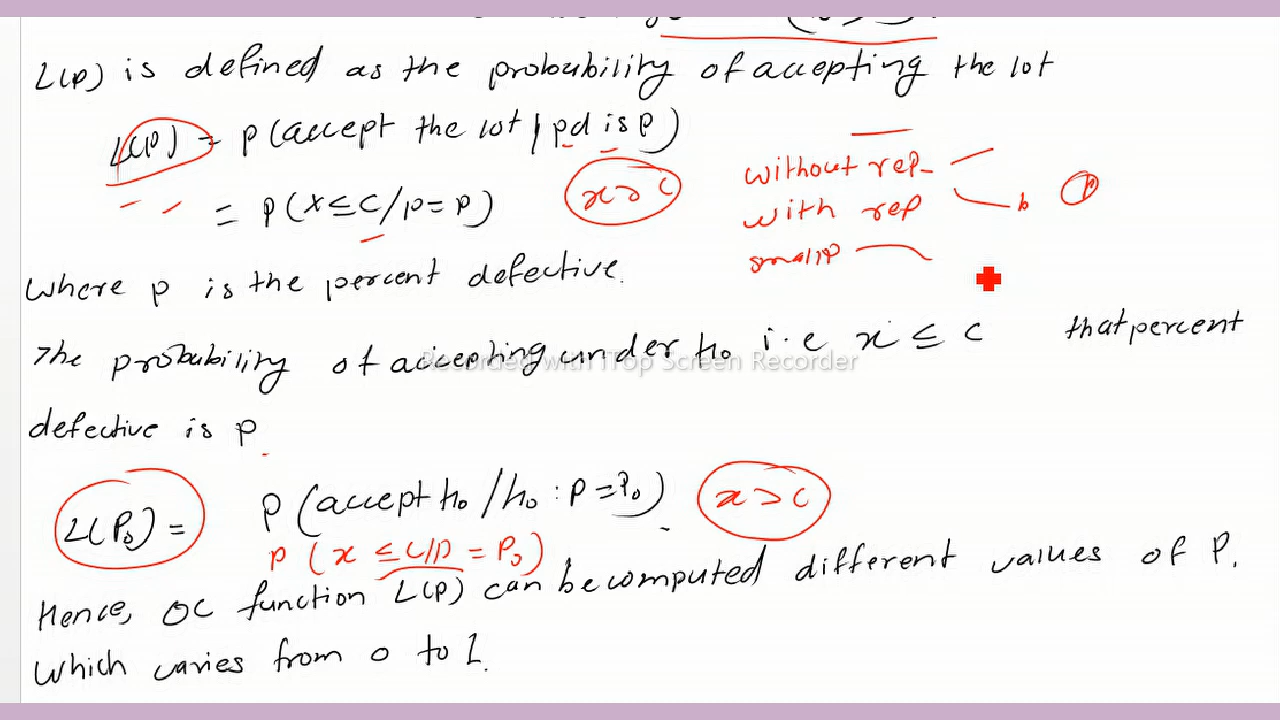 L(P) is defined as the probability of accepting the lot
L(P) = P(accept the lot / pd is P)
= P(X ≤ C/p = P)
x > C
without rep-
with rep
small p
P
where p is the percent defective.
The probability of accepting under ho i.e x ≤ c that percent
Recorded with iTop Screen Recorder
defective is p
L(P0) = P(accept ho/ho : P = P0)
x > c
P (x ≤ c/p = P0)
Hence, OC function L(p) can be computed different values of P.
which varies from 0 to 1.